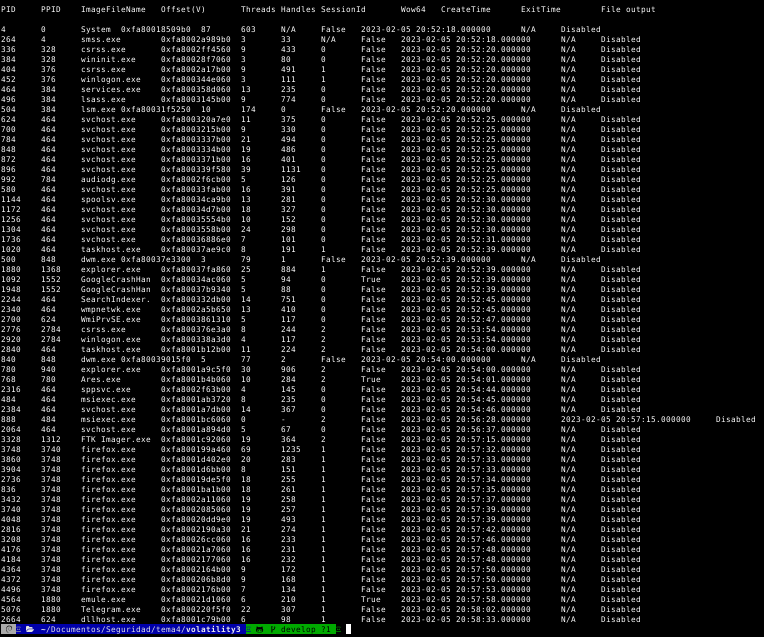 PID PPID ImageFileName Offset(V) Threads Handles SessionId Wow64 CreateTime ExitTime File output
4 0 System 0xfa80018509b0 87 603 N/A False 2023-02-05 20:52:18.000000 N/A Disabled
264 4 smss.exe 0xfa8002a989b0 3 33 N/A False 2023-02-05 20:52:18.000000 N/A Disabled
336 328 csrss.exe 0xfa8002ff4560 9 433 0 False 2023-02-05 20:52:20.000000 N/A Disabled
384 328 wininit.exe 0xfa80028f7060 3 80 0 False 2023-02-05 20:52:20.000000 N/A Disabled
404 376 csrss.exe 0xfa8002a17b00 9 491 1 False 2023-02-05 20:52:20.000000 N/A Disabled
452 376 winlogon.exe 0xfa800344e060 3 111 1 False 2023-02-05 20:52:20.000000 N/A Disabled
464 384 services.exe 0xfa800358d060 13 235 0 False 2023-02-05 20:52:20.000000 N/A Disabled
496 384 lsass.exe 0xfa8003145b00 9 774 0 False 2023-02-05 20:52:20.000000 N/A Disabled
504 384 lsm.exe 0xfa80031f5250 10 174 0 False 2023-02-05 20:52:20.000000 N/A Disabled
624 464 svchost.exe 0xfa800320a7e0 11 375 0 False 2023-02-05 20:52:25.000000 N/A Disabled
700 464 svchost.exe 0xfa8003215b00 9 330 0 False 2023-02-05 20:52:25.000000 N/A Disabled
784 464 svchost.exe 0xfa8003337b00 21 494 0 False 2023-02-05 20:52:25.000000 N/A Disabled
848 464 svchost.exe 0xfa8003334b00 19 486 0 False 2023-02-05 20:52:25.000000 N/A Disabled
872 464 svchost.exe 0xfa8003371b00 16 401 0 False 2023-02-05 20:52:25.000000 N/A Disabled
896 464 svchost.exe 0xfa800339f580 39 1131 0 False 2023-02-05 20:52:25.000000 N/A Disabled
992 784 audiodg.exe 0xfa8002f6cb00 5 126 0 False 2023-02-05 20:52:25.000000 N/A Disabled
580 464 svchost.exe 0xfa80033fab00 16 391 0 False 2023-02-05 20:52:25.000000 N/A Disabled
1144 464 spoolsv.exe 0xfa80034ca9b0 13 281 0 False 2023-02-05 20:52:30.000000 N/A Disabled
1172 464 svchost.exe 0xfa80034d7b00 18 327 0 False 2023-02-05 20:52:30.000000 N/A Disabled
1256 464 svchost.exe 0xfa80035554b0 10 152 0 False 2023-02-05 20:52:30.000000 N/A Disabled
1304 464 svchost.exe 0xfa8003558b00 24 298 0 False 2023-02-05 20:52:30.000000 N/A Disabled
1736 464 svchost.exe 0xfa80036886e0 7 101 0 False 2023-02-05 20:52:31.000000 N/A Disabled
1020 464 taskhost.exe 0xfa80037ae9c0 8 191 1 False 2023-02-05 20:52:39.000000 N/A Disabled
500 848 dwm.exe 0xfa80037e3300 3 79 1 False 2023-02-05 20:52:39.000000 N/A Disabled
1880 1368 explorer.exe 0xfa80037fa860 25 884 1 False 2023-02-05 20:52:39.000000 N/A Disabled
1092 1552 GoogleCrashHan 0xfa80034ac060 5 94 0 True 2023-02-05 20:52:39.000000 N/A Disabled
1948 1552 GoogleCrashHan 0xfa80037b9340 5 88 0 False 2023-02-05 20:52:39.000000 N/A Disabled
2244 464 SearchIndexer. 0xfa800332db00 14 751 0 False 2023-02-05 20:52:45.000000 N/A Disabled
2340 464 wmpnetwk.exe 0xfa8002a5b650 13 410 0 False 2023-02-05 20:52:45.000000 N/A Disabled
2700 624 WmiPrvSE.exe 0xfa8003861310 5 117 0 False 2023-02-05 20:52:47.000000 N/A Disabled
2776 2784 csrss.exe 0xfa800376e3a0 8 244 2 False 2023-02-05 20:53:54.000000 N/A Disabled
2920 2784 winlogon.exe 0xfa800338a3d0 4 117 2 False 2023-02-05 20:53:54.000000 N/A Disabled
2840 464 taskhost.exe 0xfa8001b12b00 11 224 2 False 2023-02-05 20:54:00.000000 N/A Disabled
840 848 dwm.exe 0xfa80039015f0 5 77 2 False 2023-02-05 20:54:00.000000 N/A Disabled
780 940 explorer.exe 0xfa8001a9c5f0 30 906 2 False 2023-02-05 20:54:00.000000 N/A Disabled
768 780 Ares.exe 0xfa8001b4b060 10 284 2 True 2023-02-05 20:54:01.000000 N/A Disabled
2316 464 sppsvc.exe 0xfa8002f63b00 4 145 0 False 2023-02-05 20:54:44.000000 N/A Disabled
484 464 msiexec.exe 0xfa8001ab3720 8 235 0 False 2023-02-05 20:54:45.000000 N/A Disabled
2384 464 svchost.exe 0xfa8001a7db00 14 367 0 False 2023-02-05 20:54:46.000000 N/A Disabled
888 484 msiexec.exe 0xfa8001bc6060 0 - 2 False 2023-02-05 20:56:28.000000 2023-02-05 20:57:15.000000 Disabled
2064 464 svchost.exe 0xfa8001a894d0 5 67 0 False 2023-02-05 20:56:37.000000 N/A Disabled
3328 1312 FTK Imager.exe 0xfa8001c92060 19 364 2 False 2023-02-05 20:57:15.000000 N/A Disabled
3748 3740 firefox.exe 0xfa800199a460 69 1235 1 False 2023-02-05 20:57:32.000000 N/A Disabled
3860 3748 firefox.exe 0xfa8001d402e0 20 283 1 False 2023-02-05 20:57:33.000000 N/A Disabled
3904 3748 firefox.exe 0xfa8001d6bb00 8 151 1 False 2023-02-05 20:57:33.000000 N/A Disabled
2736 3748 firefox.exe 0xfa80019de5f0 18 255 1 False 2023-02-05 20:57:34.000000 N/A Disabled
836 3748 firefox.exe 0xfa8001ba1b00 18 261 1 False 2023-02-05 20:57:35.000000 N/A Disabled
3432 3748 firefox.exe 0xfa8002a11060 18 258 1 False 2023-02-05 20:57:37.000000 N/A Disabled
3740 3748 firefox.exe 0xfa8002085060 19 257 1 False 2023-02-05 20:57:39.000000 N/A Disabled
4048 3748 firefox.exe 0xfa80020dd9e0 19 493 1 False 2023-02-05 20:57:39.000000 N/A Disabled
2816 3748 firefox.exe 0xfa8002190a30 21 274 1 False 2023-02-05 20:57:42.000000 N/A Disabled
3208 3748 firefox.exe 0xfa80026cc060 16 233 1 False 2023-02-05 20:57:46.000000 N/A Disabled
4176 3748 firefox.exe 0xfa80021a7060 16 231 1 False 2023-02-05 20:57:48.000000 N/A Disabled
4184 3748 firefox.exe 0xfa8002177060 16 232 1 False 2023-02-05 20:57:48.000000 N/A Disabled
4364 3748 firefox.exe 0xfa8002164b00 9 172 1 False 2023-02-05 20:57:50.000000 N/A Disabled
4372 3748 firefox.exe 0xfa800206b8d0 9 168 1 False 2023-02-05 20:57:50.000000 N/A Disabled
4496 3748 firefox.exe 0xfa8002176b00 7 134 1 False 2023-02-05 20:57:53.000000 N/A Disabled
4564 1880 emule.exe 0xfa80021d1060 6 210 1 True 2023-02-05 20:57:58.000000 N/A Disabled
5076 1880 Telegram.exe 0xfa800220f5f0 22 307 1 False 2023-02-05 20:58:02.000000 N/A Disabled
2664 624 dllhost.exe 0xfa8001c79b00 6 98 1 False 2023-02-05 20:58:33.000000 N/A Disabled
~/Documentos/Seguridad/tema4/volatility3 develop ?1